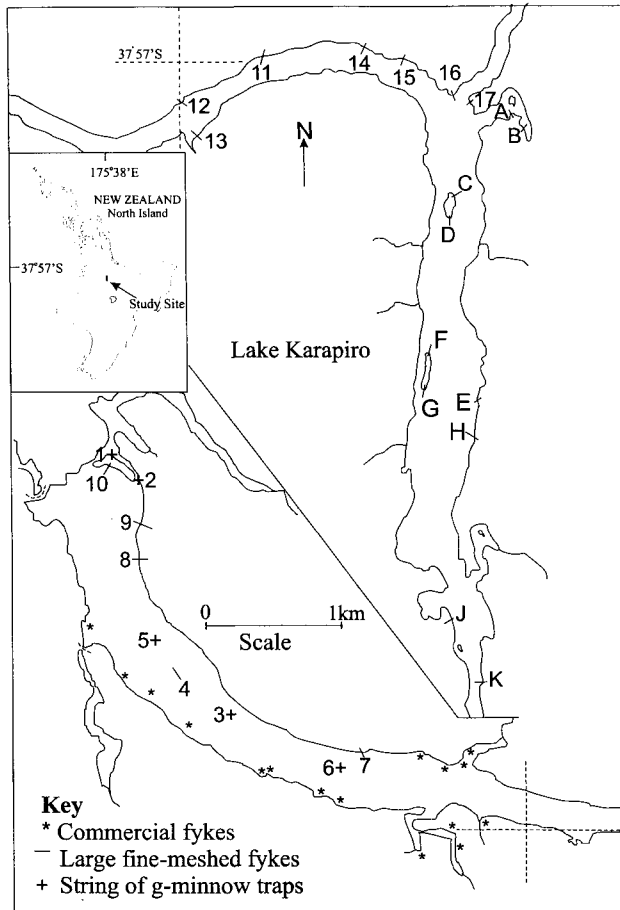 37°57'S
11
14
15
16
17
A
B
12
13
N
C
D
175°38'E
NEW ZEALAND
North Island
37°57'S
Study Site
Lake Karapiro
F
G
E
H
J
K
1+
10
+2
9
8
5+
4
3+
6+
7
0 1km
Scale
Key
* Commercial fykes
— Large fine-meshed fykes
+ String of g-minnow traps